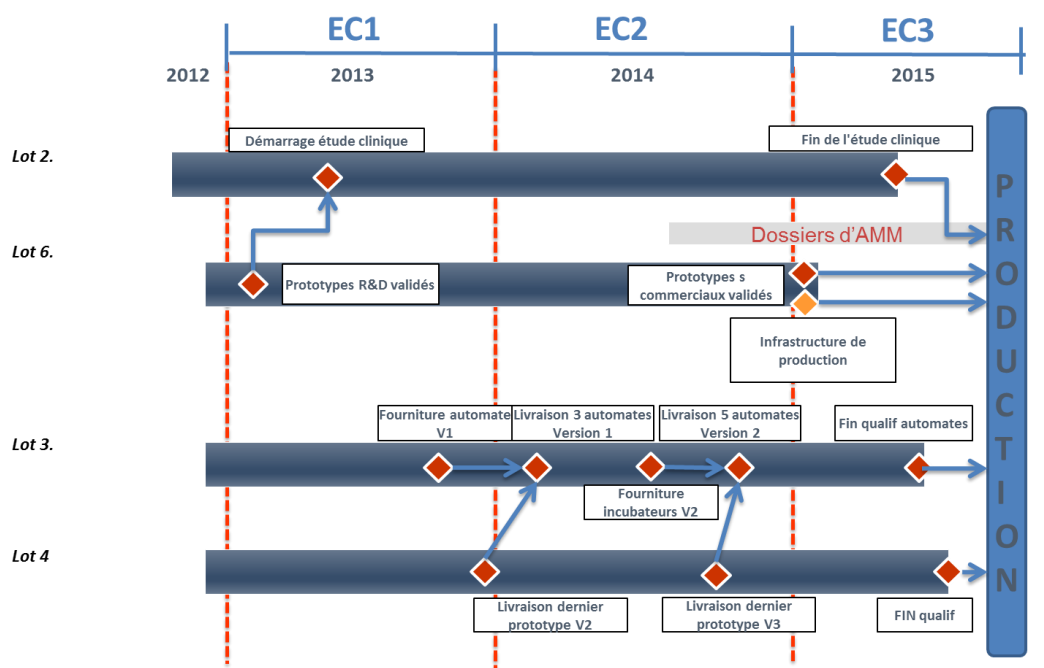 EC1
EC2
EC3
2012
2013
2014
2015
Lot 2.
Démarrage étude clinique
Fin de l'étude clinique
Dossiers d’AMM
Lot 6.
Prototypes R&D validés
Prototypes s
commerciaux validés
Infrastructure de
production
Lot 3.
Fourniture automate
V1
Livraison 3 automates
Version 1
Livraison 5 automates
Version 2
Fin qualif automates
Fourniture
incubateurs V2
Lot 4
Livraison dernier
prototype V2
Livraison dernier
prototype V3
FIN qualif
PRODUCTION